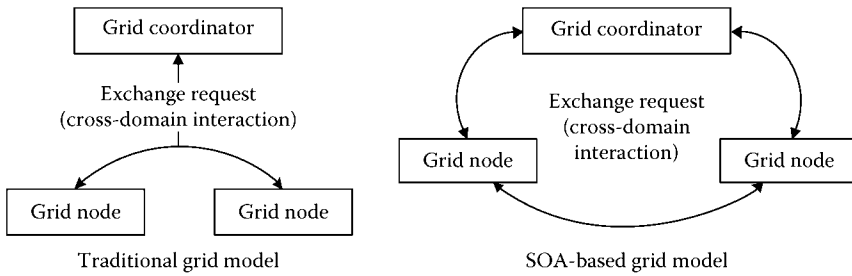 Grid coordinator
Exchange request
(cross-domain interaction)
Grid node
Grid node
Traditional grid model
Grid coordinator
Exchange request
(cross-domain
interaction)
Grid node
Grid node
SOA-based grid model